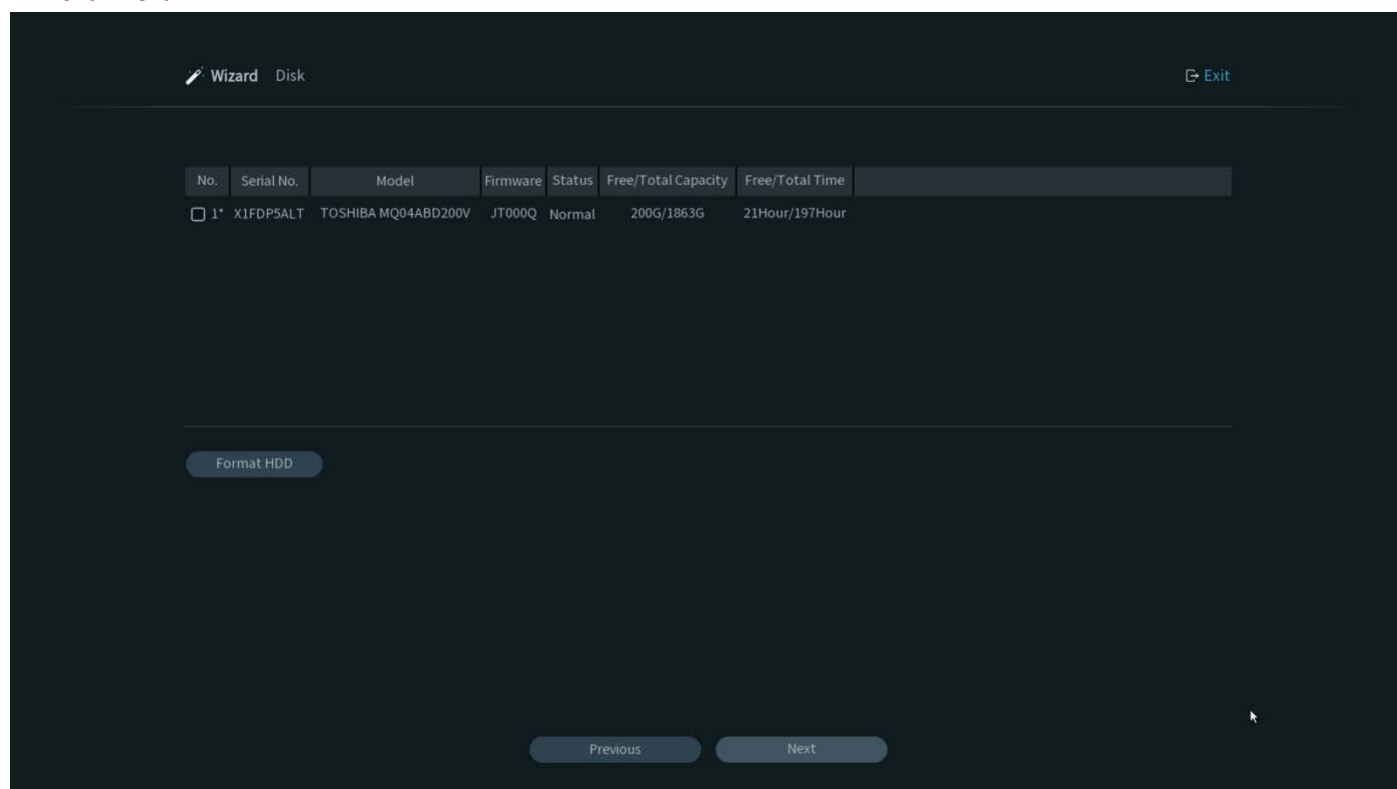 Wizard Disk Exit
No. Serial No. Model Firmware Status Free/Total Capacity Free/Total Time
1* X1FDP5ALT TOSHIBA MQ04ABD200V JT000Q Normal 200G/1863G 21Hour/197Hour
Format HDD
Previous Next